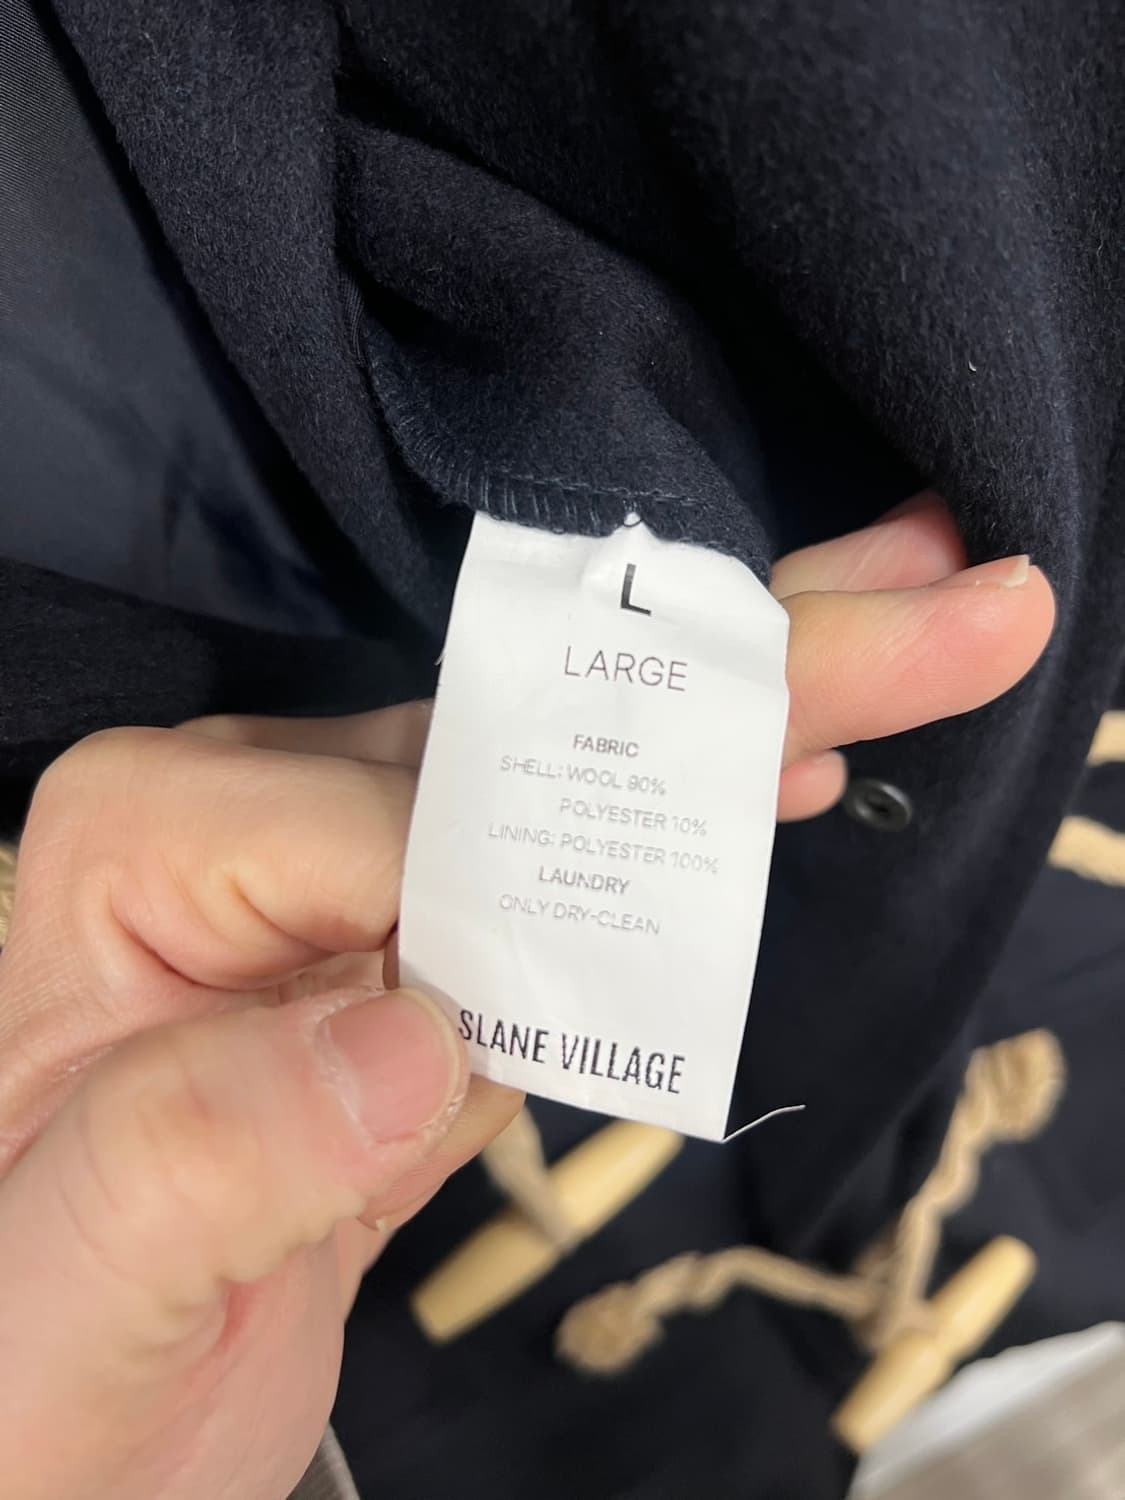 L
LARGE
FABRIC
SHELL: WOOL 90%
POLYESTER 10%
LINING: POLYESTER 100%
LAUNDRY
ONLY DRY-CLEAN
SLANE VILLAGE